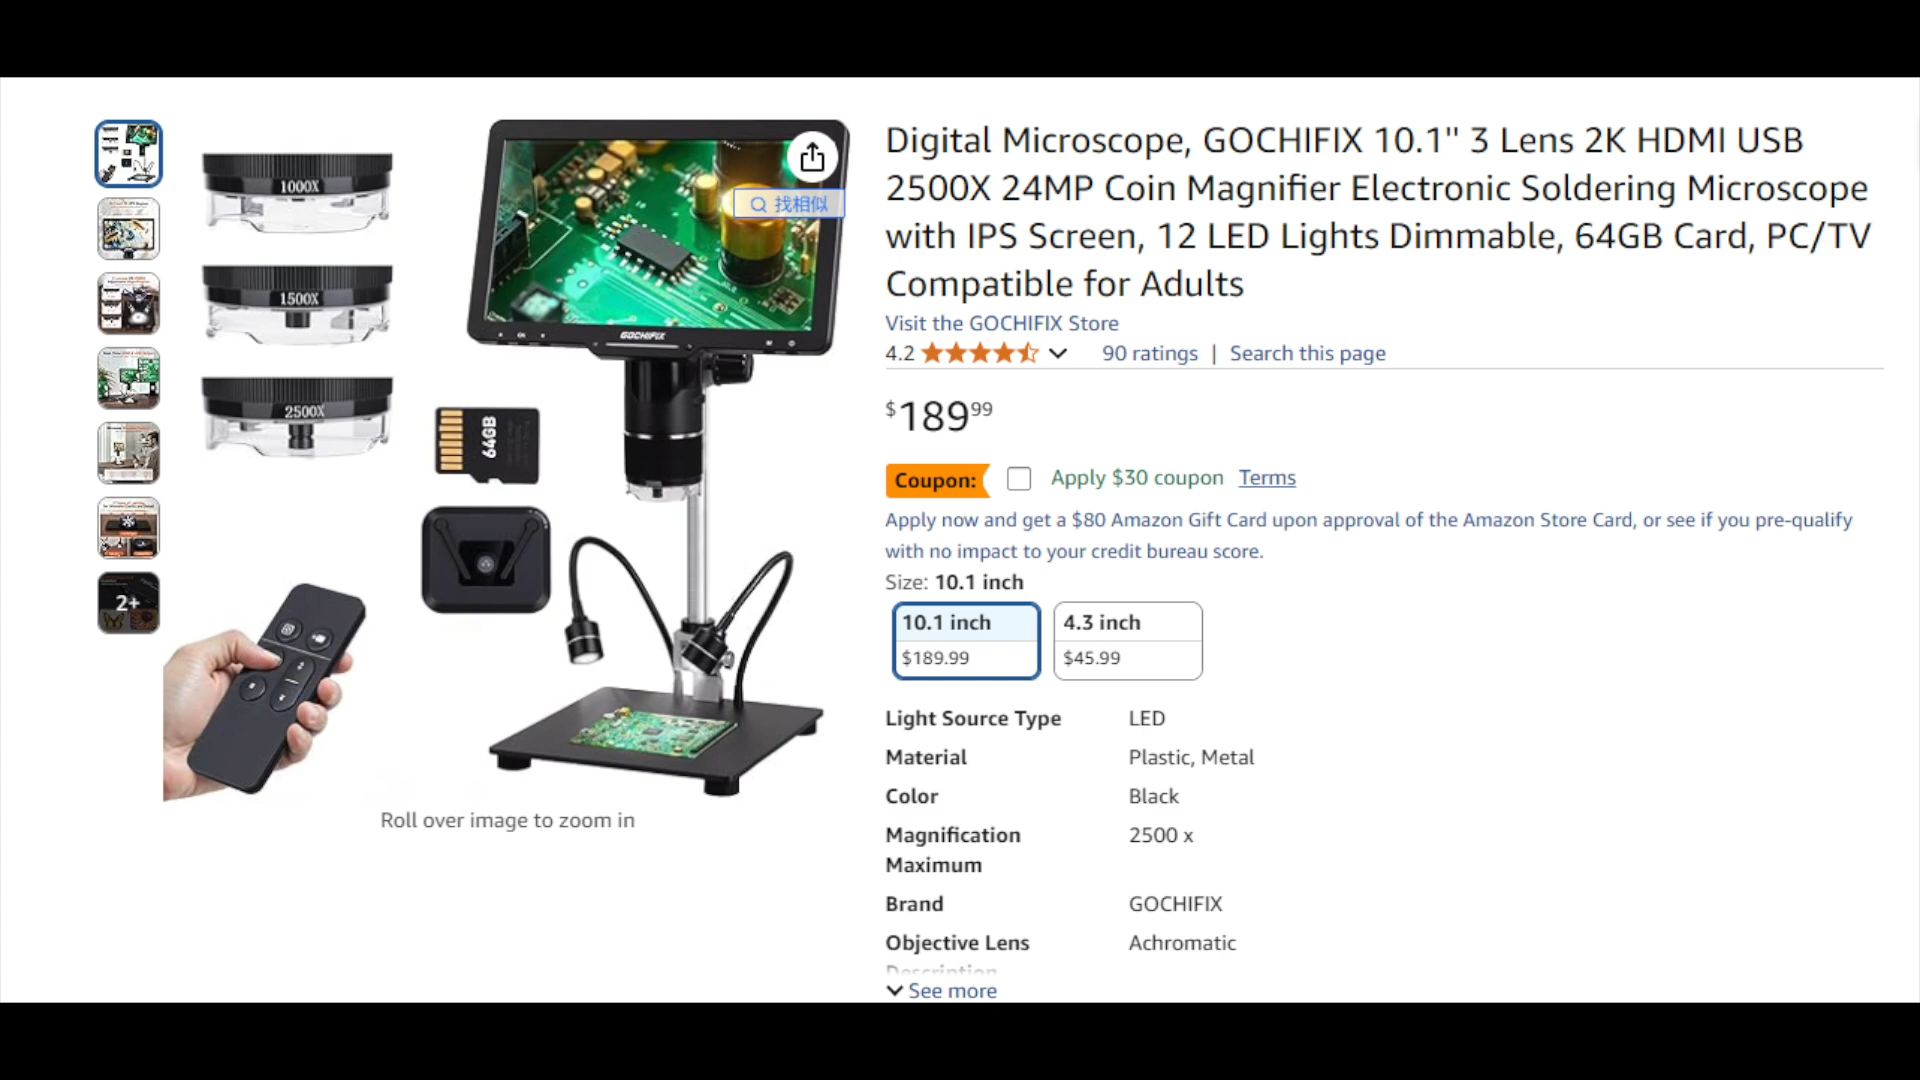 Digital Microscope, GOCHIFIX 10.1" 3 Lens 2K HDMI USB
2500X 24MP Coin Magnifier Electronic Soldering Microscope
with IPS Screen, 12 LED Lights Dimmable, 64GB Card, PC/TV
Compatible for Adults
Visit the GOCHIFIX Store
4.2
90 ratings | Search this page
$189.99
Coupon: Apply $30 coupon Terms
Apply now and get a $80 Amazon Gift Card upon approval of the Amazon Store Card, or see if you pre-qualify
with no impact to your credit bureau score.
Size: 10.1 inch
10.1 inch
$189.99
4.3 inch
$45.99
Light Source Type LED
Material Plastic, Metal
Color Black
Magnification Maximum 2500 x
Brand GOCHIFIX
Objective Lens Description Achromatic
See more
1000X
1500X
2500X
64GB
GOCHIFIX
找相似
2+
Roll over image to zoom in